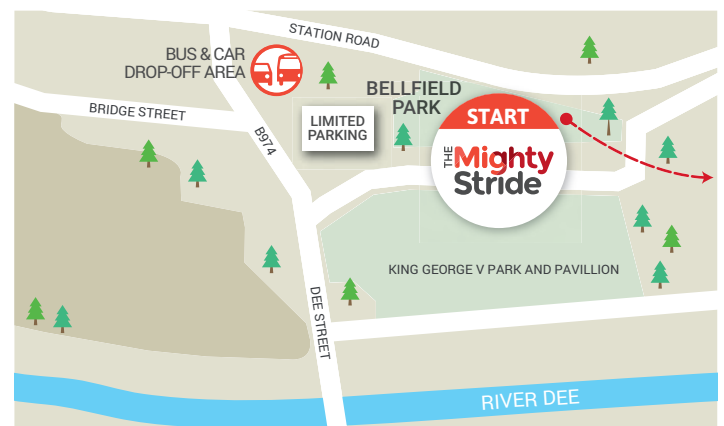 STATION ROAD
BUS & CAR
DROP-OFF AREA
BELLFIELD
PARK
BRIDGE STREET
LIMITED
PARKING
START
B974
THE Mighty
Stride
KING GEORGE V PARK AND PAVILLION
DEE STREET
RIVER DEE